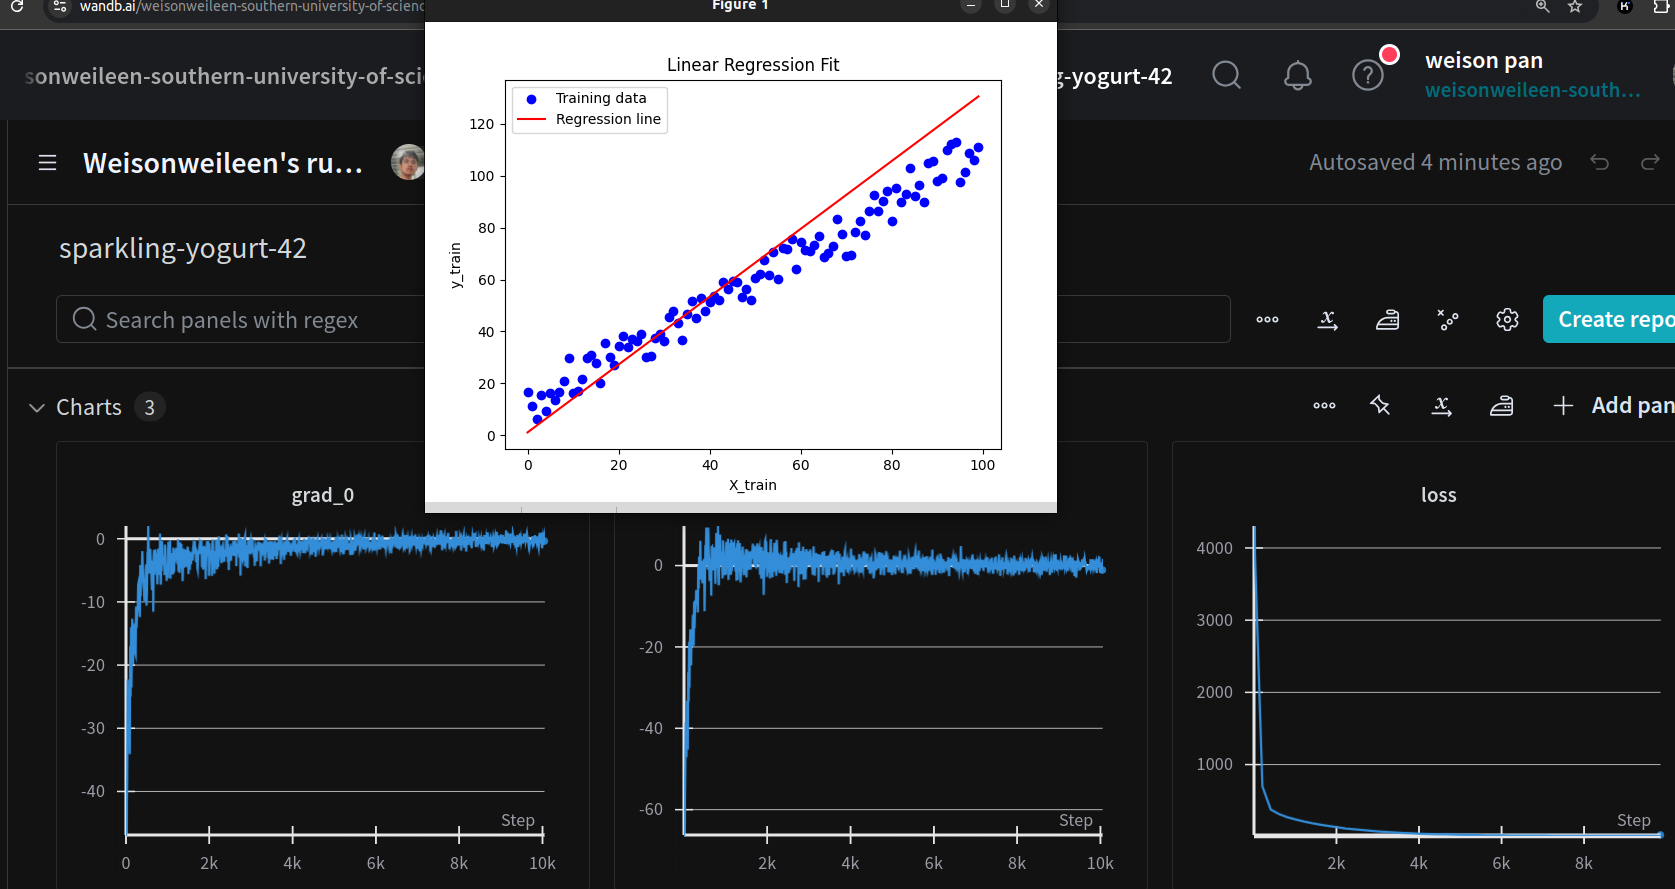 wandb.ai/weisonweileen-southern-university-of-scienc
Figure 1
sonweileen-southern-university-of-sci
g-yogurt-42
weison pan
weisonweileen-south...
Weisonweileen's ru...
Autosaved 4 minutes ago
sparkling-yogurt-42
Search panels with regex
Create repo
Charts 3
Add pan
Linear Regression Fit
Training data
Regression line
y_train
120
100
80
60
40
20
0
0 20 40 60 80 100
X_train
grad_0
0
-10
-20
-30
-40
Step
0 2k 4k 6k 8k 10k
0
-20
-40
-60
Step
2k 4k 6k 8k 10k
loss
4000
3000
2000
1000
Step
2k 4k 6k 8k